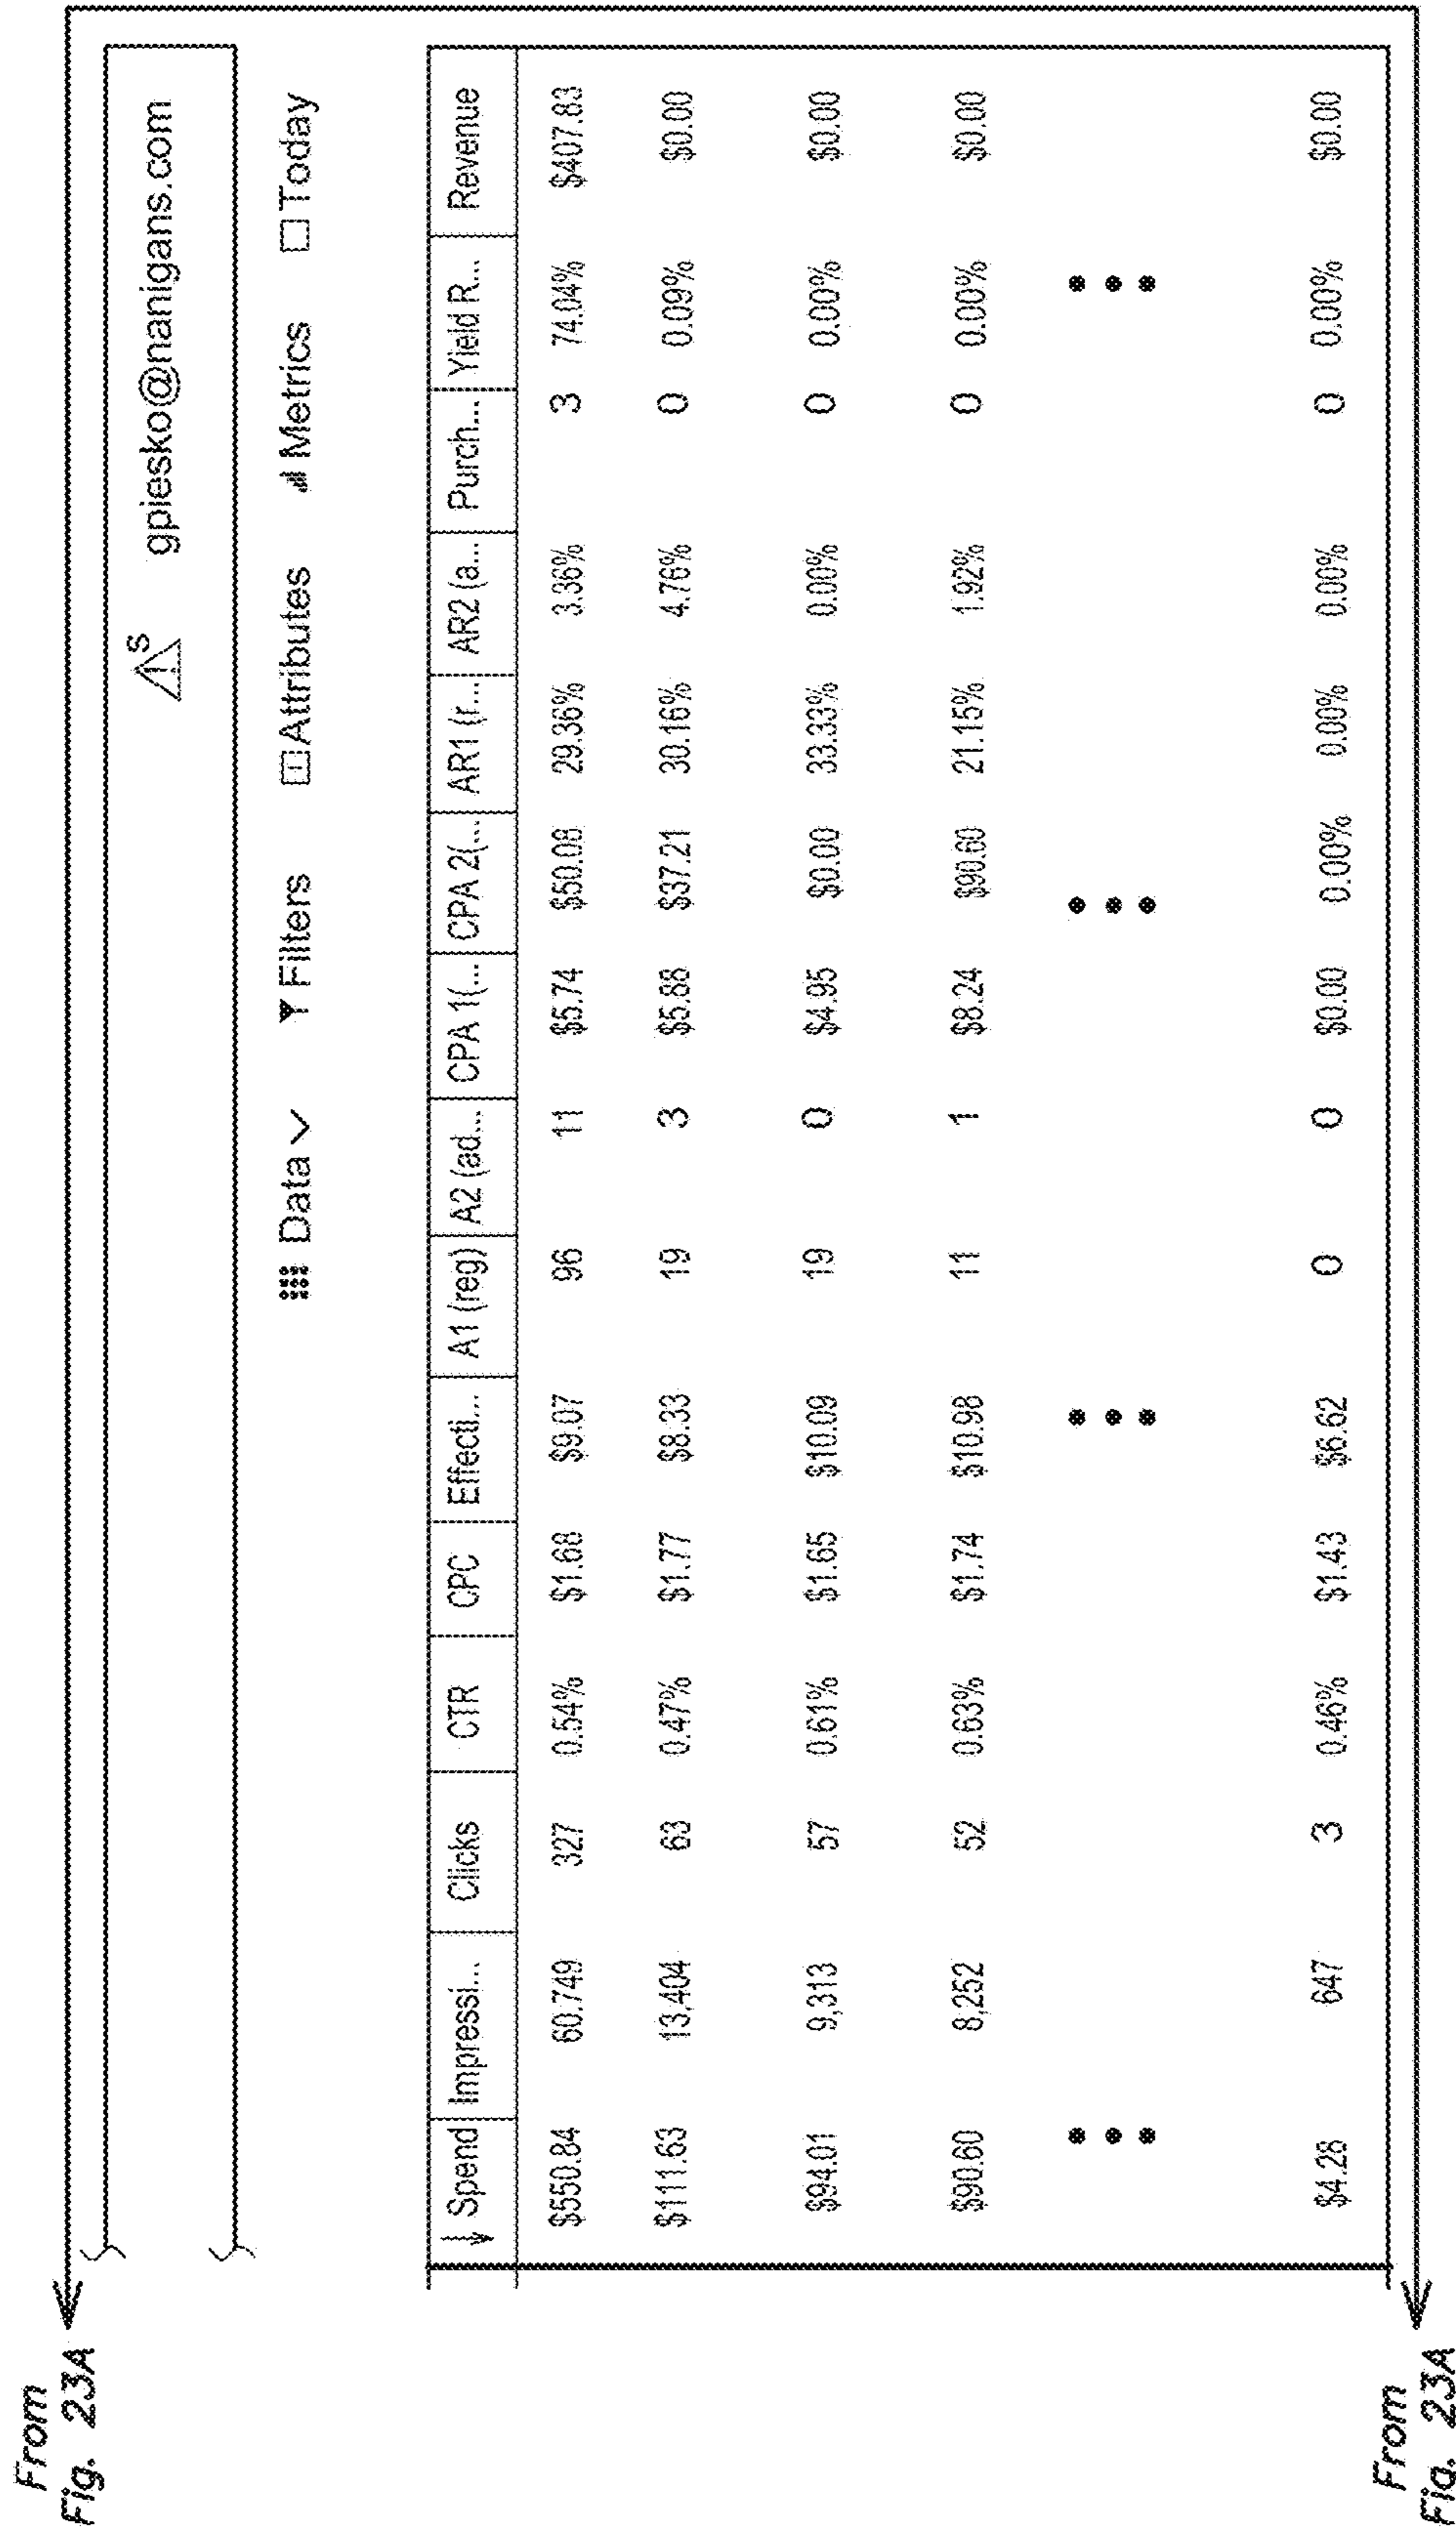 From
Fig. 23A
S gpiesko@nanigans.com
Data Filters Attributes Metrics Today
Spend Impressi... Clicks CTR CPC Effecti... A1 (reg) A2 (ad... CPA 1(... CPA 2(... AR1 (r... AR2 (a... Purch... Yield R... Revenue
$550.84 60.749 327 0.54% $1.68 $9.07 96 11 $5.74 $50.08 29.36% 3.36% 3 74.04% $407.83
$111.63 13,404 63 0.47% $1.77 $8.33 19 3 $5.88 $37.21 30.16% 4.76% 0 0.09% $0.00
$94.01 9,313 57 0.61% $1.65 $10.09 19 0 $4.95 $0.00 33.33% 0.00% 0 0.00% $0.00
$90.60 8,252 52 0.63% $1.74 $10.98 11 1 $8.24 $90.60 21.15% 1.92% 0 0.00% $0.00
$4.28 647 3 0.46% $1.43 $6.62 0 0 $0.00 0.00% 0.00% 0.00% 0 0.00% $0.00
From
Fig. 23A